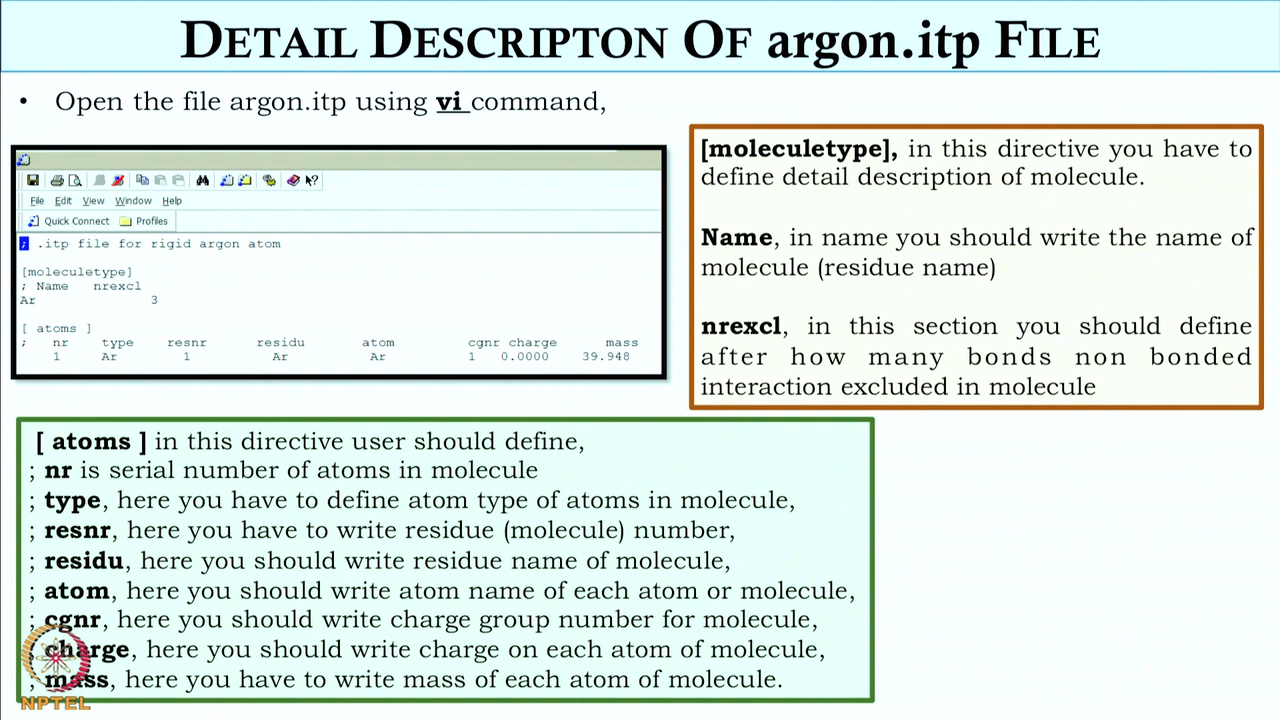 DETAIL DESCRIPTON OF argon.itp FILE
• Open the file argon.itp using vi command,
File Edit View Window Help
Quick Connect Profiles
; .itp file for rigid argon atom
[moleculetype]
; Name nrexcl
Ar 3
[ atoms ]
; nr type resnr residu atom cgnr charge mass
1 Ar 1 Ar Ar 1 0.0000 39.948
[moleculetype], in this directive you have to
define detail description of molecule.
Name, in name you should write the name of
molecule (residue name)
nrexcl, in this section you should define
after how many bonds non bonded
interaction excluded in molecule
[ atoms ] in this directive user should define,
; nr is serial number of atoms in molecule
; type, here you have to define atom type of atoms in molecule,
; resnr, here you have to write residue (molecule) number,
; residu, here you should write residue name of molecule,
; atom, here you should write atom name of each atom or molecule,
; cgnr, here you should write charge group number for molecule,
; charge, here you should write charge on each atom of molecule,
; mass, here you have to write mass of each atom of molecule.
NPTEL